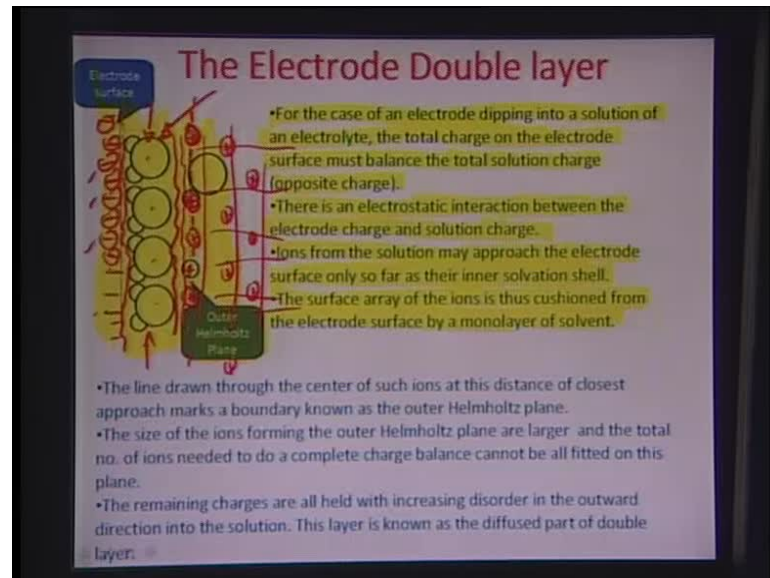 The Electrode Double layer
Electrode
surface
•For the case of an electrode dipping into a solution of
an electrolyte, the total charge on the electrode
surface must balance the total solution charge
(opposite charge).
•There is an electrostatic interaction between the
electrode charge and solution charge.
•Ions from the solution may approach the electrode
surface only so far as their inner solvation shell.
•The surface array of the ions is thus cushioned from
the electrode surface by a monolayer of solvent.
Outer
Helmholtz
Plane
•The line drawn through the center of such ions at this distance of closest
approach marks a boundary known as the outer Helmholtz plane.
•The size of the ions forming the outer Helmholtz plane are larger and the total
no. of ions needed to do a complete charge balance cannot be all fitted on this
plane.
•The remaining charges are all held with increasing disorder in the outward
direction into the solution. This layer is known as the diffused part of double
layer.